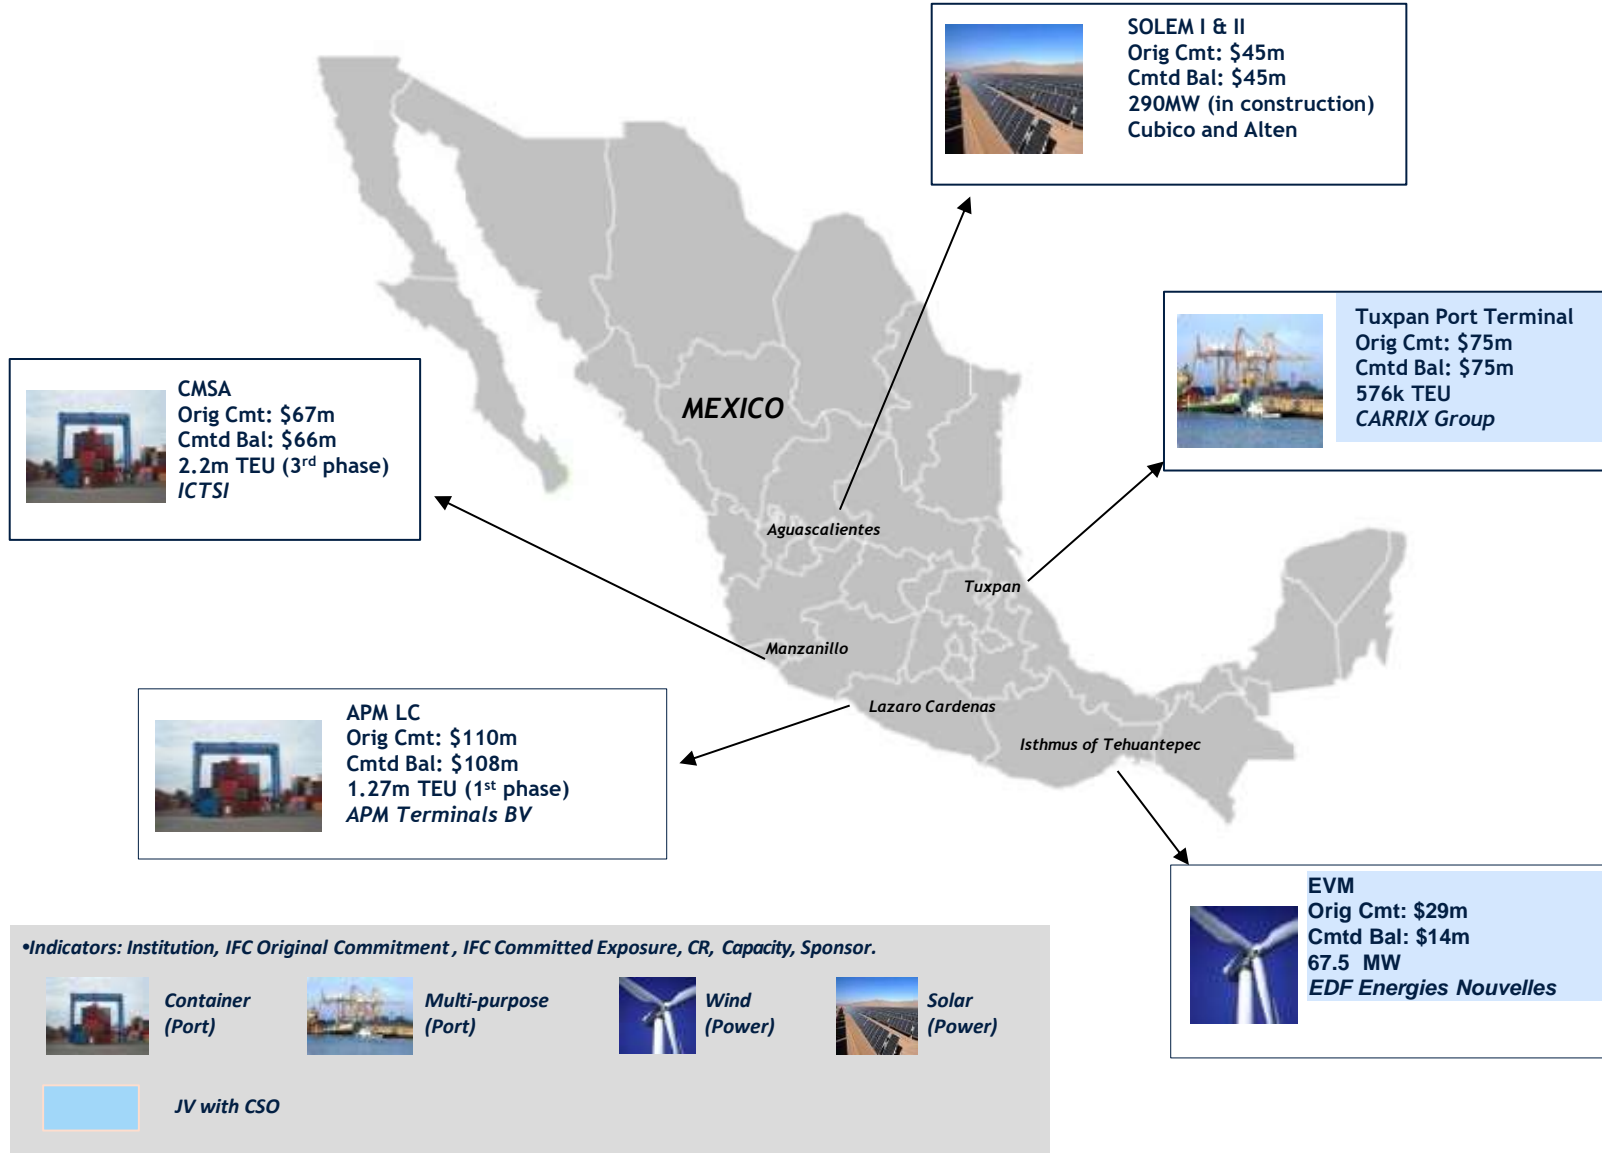 SOLEM I & II
Orig Cmt: $45m
Cmtd Bal: $45m
290MW (in construction)
Cubico and Alten
Tuxpan Port Terminal
Orig Cmt: $75m
Cmtd Bal: $75m
576k TEU
CARRIX Group
CMSA
Orig Cmt: $67m
Cmtd Bal: $66m
2.2m TEU (3rd phase)
ICTSI
MEXICO
Aguascalientes
Tuxpan
Manzanillo
Lazaro Cardenas
Isthmus of Tehuantepec
APM LC
Orig Cmt: $110m
Cmtd Bal: $108m
1.27m TEU (1st phase)
APM Terminals BV
EVM
Orig Cmt: $29m
Cmtd Bal: $14m
67.5 MW
EDF Energies Nouvelles
•Indicators: Institution, IFC Original Commitment , IFC Committed Exposure, CR, Capacity, Sponsor.
Container
(Port)
Multi-purpose
(Port)
Wind
(Power)
Solar
(Power)
JV with CSO